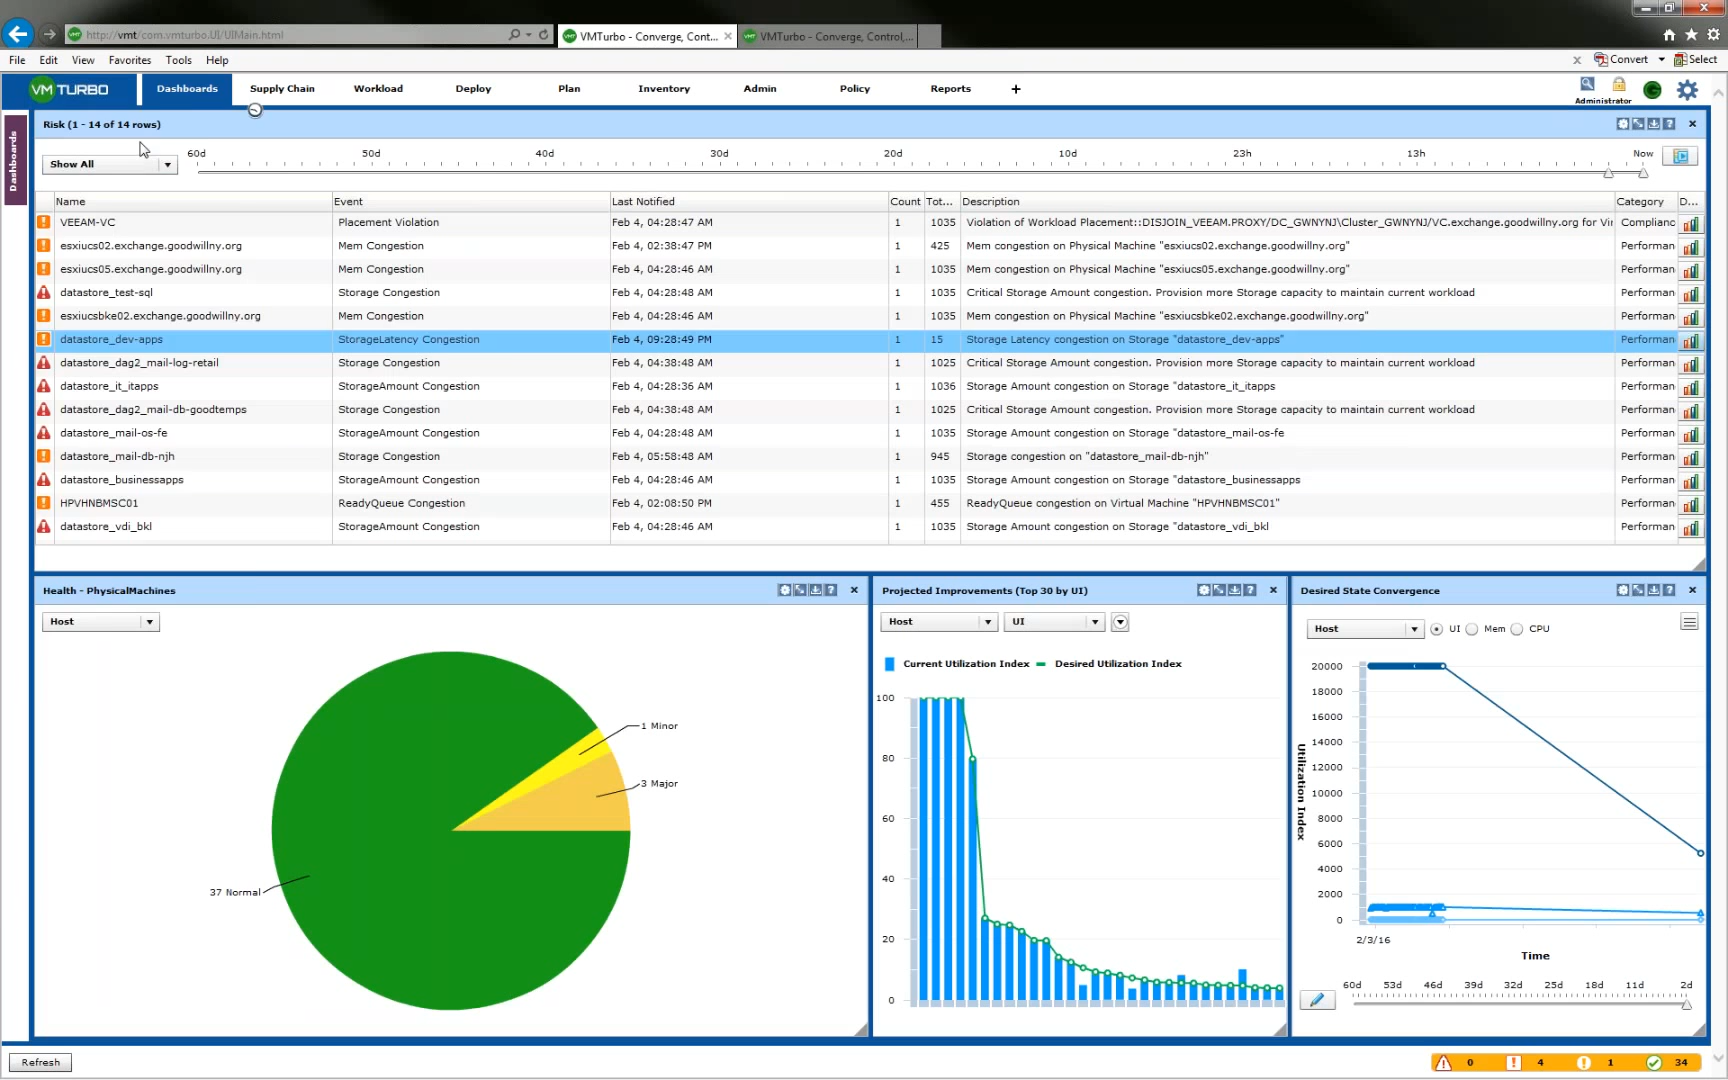 http://vmt/com.vmturbo.UI/UIMain.html
VMTurbo - Converge, Cont...
VMTurbo - Converge, Control,...
File Edit View Favorites Tools Help
Convert Select
VMTURBO Dashboards Supply Chain Workload Deploy Plan Inventory Admin Policy Reports +
Administrator
Dashboards
Risk (1 - 14 of 14 rows)
Show All
60d 50d 40d 30d 20d 10d 23h 13h Now
Name Event Last Notified Count Tot... Description Category D...
VEEAM-VC Placement Violation Feb 4, 04:28:47 AM 1 1035 Violation of Workload Placement::DISJOIN_VEEAM.PROXY/DC_GWNYNJ\Cluster_GWNYNJ/VC.exchange.goodwillny.org for Vir Complianc
esxiucs02.exchange.goodwillny.org Mem Congestion Feb 4, 02:38:47 PM 1 425 Mem congestion on Physical Machine "esxiucs02.exchange.goodwillny.org" Performan
esxiucs05.exchange.goodwillny.org Mem Congestion Feb 4, 04:28:46 AM 1 1035 Mem congestion on Physical Machine "esxiucs05.exchange.goodwillny.org" Performan
datastore_test-sql Storage Congestion Feb 4, 04:28:48 AM 1 1035 Critical Storage Amount congestion. Provision more Storage capacity to maintain current workload Performan
esxiucsbke02.exchange.goodwillny.org Mem Congestion Feb 4, 04:28:46 AM 1 1035 Mem congestion on Physical Machine "esxiucsbke02.exchange.goodwillny.org" Performan
datastore_dev-apps StorageLatency Congestion Feb 4, 09:28:49 PM 1 15 Storage Latency congestion on Storage "datastore_dev-apps" Performan
datastore_dag2_mail-log-retail Storage Congestion Feb 4, 04:38:48 AM 1 1025 Critical Storage Amount congestion. Provision more Storage capacity to maintain current workload Performan
datastore_it_itapps StorageAmount Congestion Feb 4, 04:28:36 AM 1 1036 Storage Amount congestion on Storage "datastore_it_itapps Performan
datastore_dag2_mail-db-goodtemps Storage Congestion Feb 4, 04:38:48 AM 1 1025 Critical Storage Amount congestion. Provision more Storage capacity to maintain current workload Performan
datastore_mail-os-fe StorageAmount Congestion Feb 4, 04:28:48 AM 1 1035 Storage Amount congestion on Storage "datastore_mail-os-fe Performan
datastore_mail-db-njh Storage Congestion Feb 4, 05:58:48 AM 1 945 Storage congestion on "datastore_mail-db-njh" Performan
datastore_businessapps StorageAmount Congestion Feb 4, 04:28:46 AM 1 1035 Storage Amount congestion on Storage "datastore_businessapps Performan
HPVHNBMSC01 ReadyQueue Congestion Feb 4, 02:08:50 PM 1 455 ReadyQueue congestion on Virtual Machine "HPVHNBMSC01" Performan
datastore_vdi_bkl StorageAmount Congestion Feb 4, 04:28:46 AM 1 1035 Storage Amount congestion on Storage "datastore_vdi_bkl Performan
Health - PhysicalMachines
Host
1 Minor
3 Major
37 Normal
Projected Improvements (Top 30 by UI)
Host UI
Current Utilization Index Desired Utilization Index
100
80
60
40
20
0
Desired State Convergence
Host UI Mem CPU
Utilization Index
20000
18000
16000
14000
12000
10000
8000
6000
4000
2000
0
2/3/16
Time
60d 53d 46d 39d 32d 25d 18d 11d 2d
Refresh
0 4 1 34